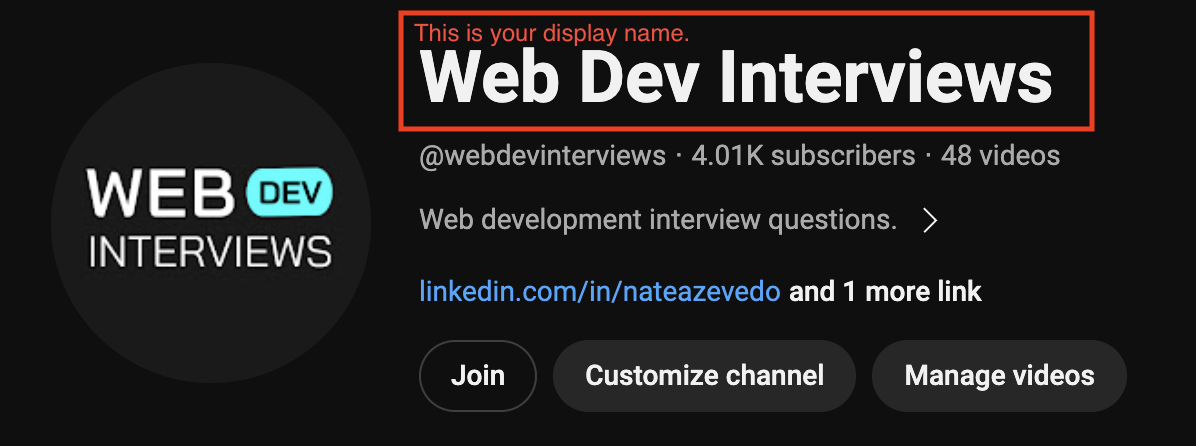 This is your display name.
Web Dev Interviews
@webdevinterviews · 4.01K subscribers · 48 videos
WEB DEV
INTERVIEWS
Web development interview questions.
linkedin.com/in/nateazevedo and 1 more link
Join Customize channel Manage videos